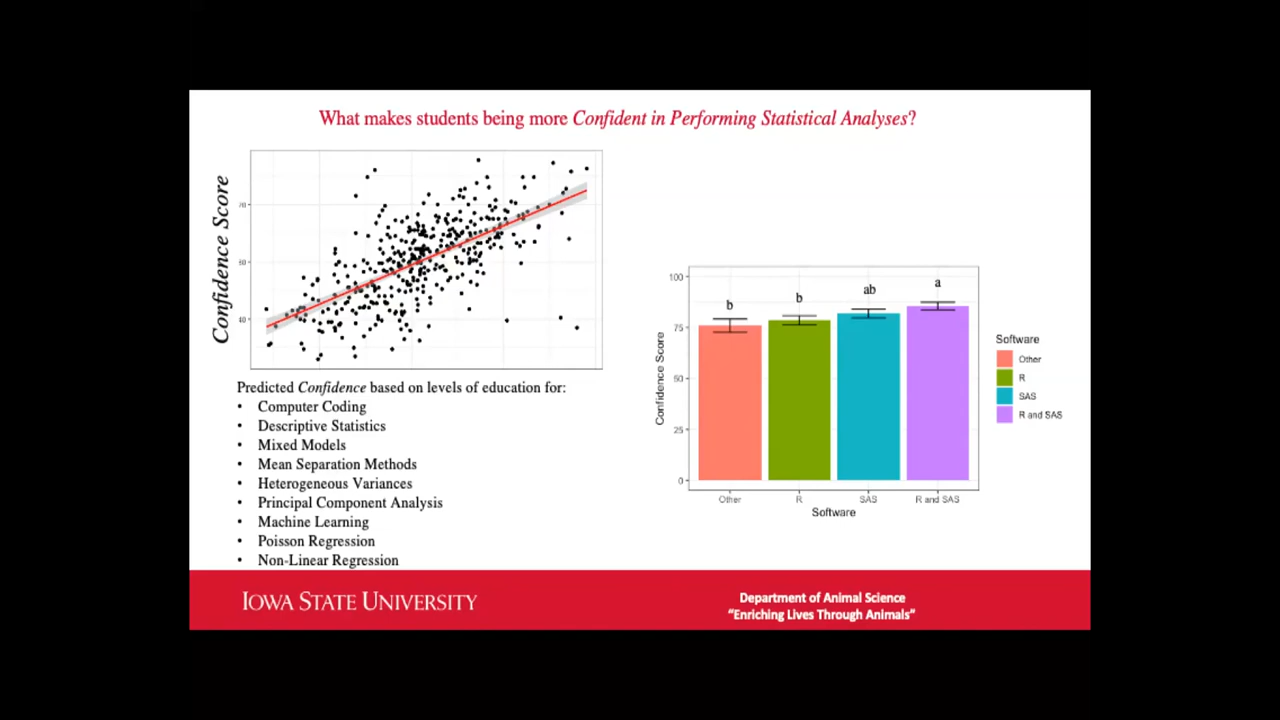 What makes students being more Confident in Performing Statistical Analyses?
Confidence Score
70
60
40
Predicted Confidence based on levels of education for:
• Computer Coding
• Descriptive Statistics
• Mixed Models
• Mean Separation Methods
• Heterogeneous Variances
• Principal Component Analysis
• Machine Learning
• Poisson Regression
• Non-Linear Regression
Confidence Score
100
75
50
25
0
b
b
ab
a
Other
R
SAS
R and SAS
Software
Software
Other
R
SAS
R and SAS
IOWA STATE UNIVERSITY
Department of Animal Science
“Enriching Lives Through Animals”